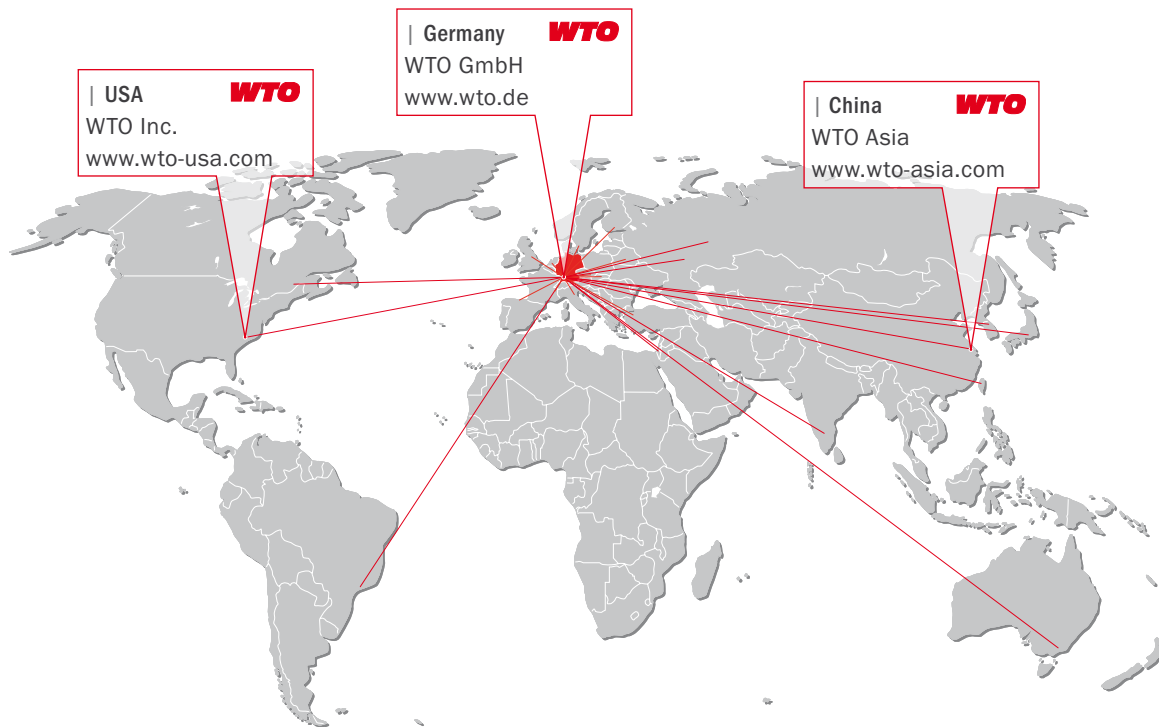 | USA WTO
WTO Inc.
www.wto-usa.com
| Germany WTO
WTO GmbH
www.wto.de
| China WTO
WTO Asia
www.wto-asia.com